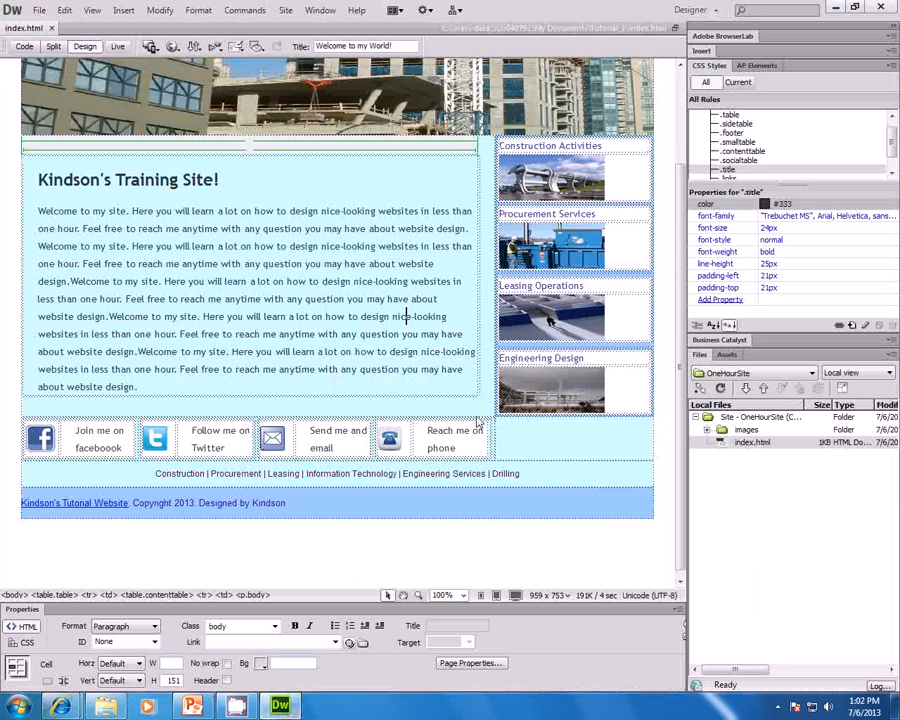 Dw File Edit View Insert Modify Format Commands Site Window Help Designer
index.html ×
Code Split Design Live Title: Welcome to my World!
Adobe BrowserLab
Insert
CSS Styles AP Elements
All Current
All Rules
.table
.sidetable
.footer
.smalltable
.contenttable
.socialtable
.title
.links
Properties for ".title"
color #333
font-family "Trebuchet MS", Arial, Helvetica, sans...
font-size 24px
font-style normal
font-weight bold
line-height 25px
padding-left 21px
padding-top 21px
Add Property
Business Catalyst
Files Assets
OneHourSite Local view
Local Files Size Type Modifi
Site - OneHourSite (C... Folder 7/6/20
images Folder 7/6/20
index.html 1KB HTML Do... 7/6/20
Ready Log...
Kindson's Training Site!
Welcome to my site. Here you will learn a lot on how to design nice-looking websites in less than
one hour. Feel free to reach me anytime with any question you may have about website design.
Welcome to my site. Here you will learn a lot on how to design nice-looking websites in less than
one hour. Feel free to reach me anytime with any question you may have about website
design.Welcome to my site. Here you will learn a lot on how to design nice-looking websites in
less than one hour. Feel free to reach me anytime with any question you may have about
website design.Welcome to my site. Here you will learn a lot on how to design nice-looking
websites in less than one hour. Feel free to reach me anytime with any question you may have
about website design.Welcome to my site. Here you will learn a lot on how to design nice-looking
websites in less than one hour. Feel free to reach me anytime with any question you may have
about website design.
Construction Activities
Procurement Services
Leasing Operations
Engineering Design
Join me on
faceboook
Follow me on
Twitter
Send me and
email
Reach me on
phone
Construction | Procurement | Leasing | Information Technology | Engineering Services | Drilling
Kindson's Tutonal Website. Copyright 2013. Designed by Kindson
<body> <table.table> <tr> <td> <table.contenttable> <tr> <td> <p.body> 100% 959 x 753 191K / 4 sec Unicode (UTF-8)
Properties
HTML Format Paragraph Class body B I Title
CSS ID None Link Target
Cell Horz Default W No wrap Bg Page Properties...
Vert Default H 151 Header
Dw
1:02 PM
7/6/2013